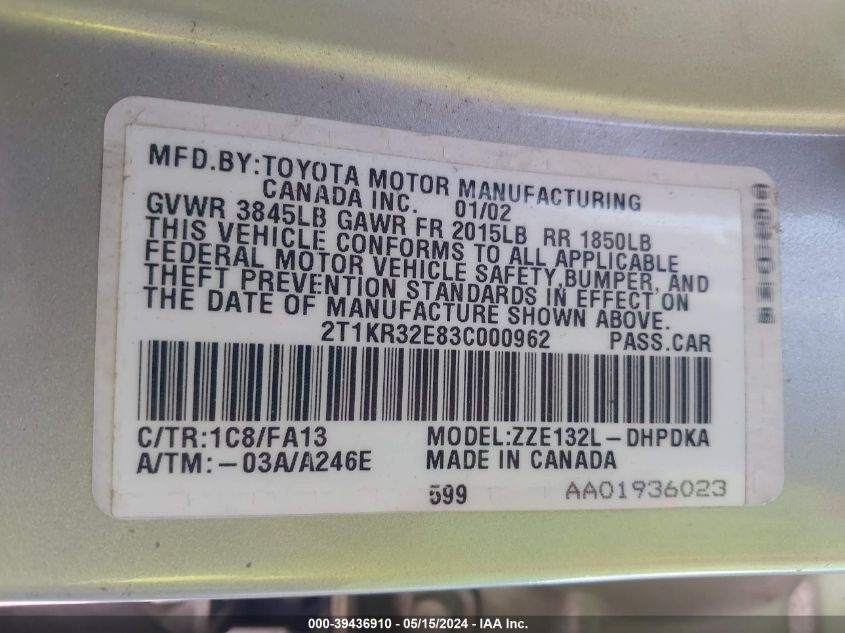 MFD.BY:TOYOTA MOTOR MANUFACTURING
CANADA INC. 01/02
GVWR 3845LB GAWR FR 2015LB RR 1850LB
THIS VEHICLE CONFORMS TO ALL APPLICABLE
FEDERAL MOTOR VEHICLE SAFETY,BUMPER, AND
THEFT PREVENTION STANDARDS IN EFFECT ON
THE DATE OF MANUFACTURE SHOWN ABOVE.
2T1KR32E83C000962 PASS.CAR
C/TR:1C8/FA13 MODEL:ZZE132L-DHPDKA
A/TM:-03A/A246E MADE IN CANADA
599 AA01936023
000-39436910 - 05/15/2024 - IAA Inc.